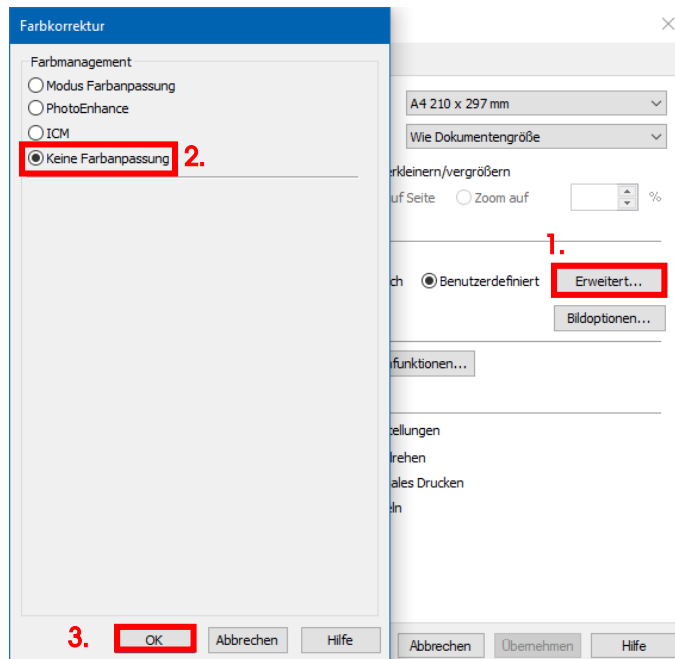 Farbkorrektur
Farbmanagement
Modus Farbanpassung
PhotoEnhance
ICM
Keine Farbanpassung
2.
3.
OK
Abbrechen
Hilfe
A4 210 x 297 mm
Wie Dokumentengröße
erkleinern/vergrößern
uf Seite
Zoom auf
%
1.
ch
Benutzerdefiniert
Erweitert...
Bildoptionen...
funktionen...
tellungen
drehen
ales Drucken
eln
Abbrechen
Übernehmen
Hilfe